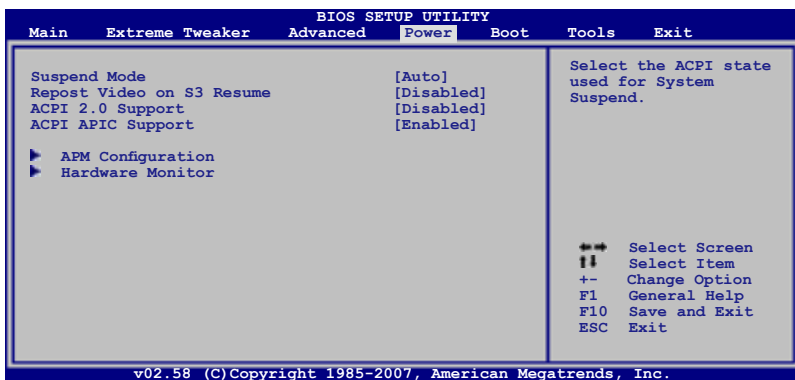 BIOS SETUP UTILITY
Main Extreme Tweaker Advanced Power Boot Tools Exit
Suspend Mode [Auto]
Repost Video on S3 Resume [Disabled]
ACPI 2.0 Support [Disabled]
ACPI APIC Support [Enabled]
APM Configuration
Hardware Monitor
Select the ACPI state
used for System
Suspend.
Select Screen
Select Item
+- Change Option
F1 General Help
F10 Save and Exit
ESC Exit
v02.58 (C)Copyright 1985-2007, American Megatrends, Inc.